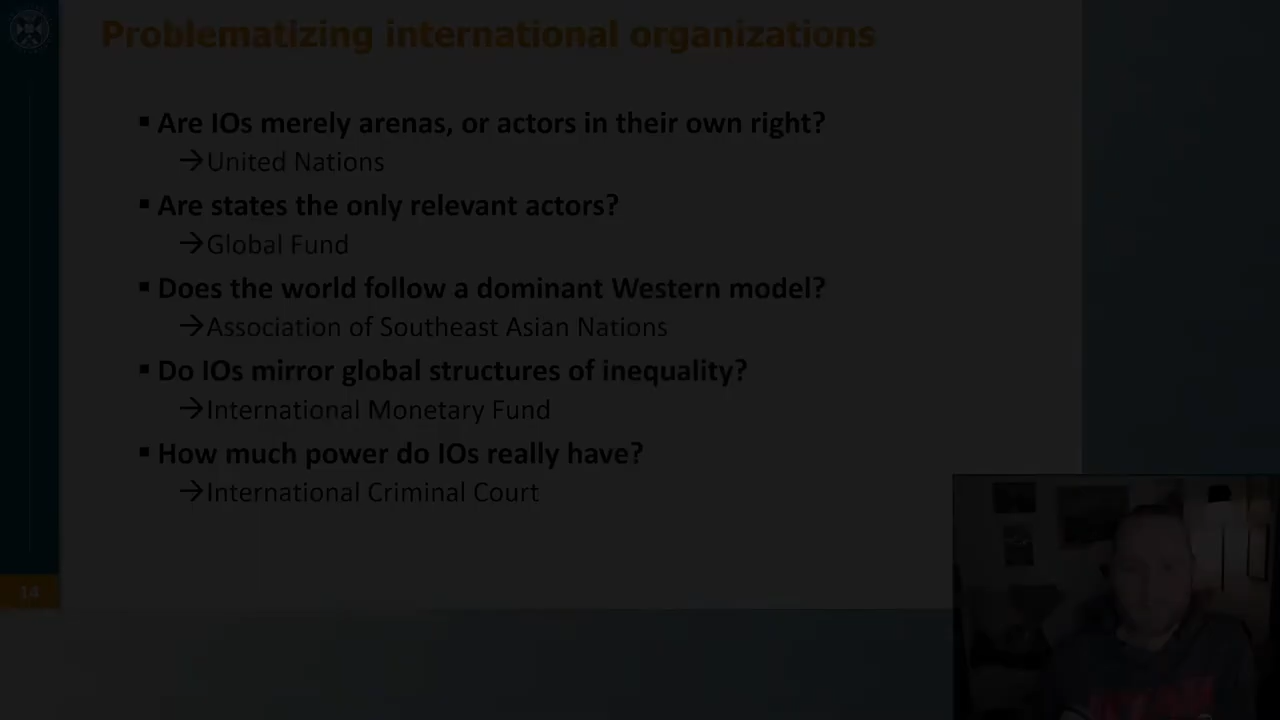 Problematizing international organizations
▪ Are IOs merely arenas, or actors in their own right?
→United Nations
▪ Are states the only relevant actors?
→Global Fund
▪ Does the world follow a dominant Western model?
→Association of Southeast Asian Nations
▪ Do IOs mirror global structures of inequality?
→International Monetary Fund
▪ How much power do IOs really have?
→International Criminal Court
14